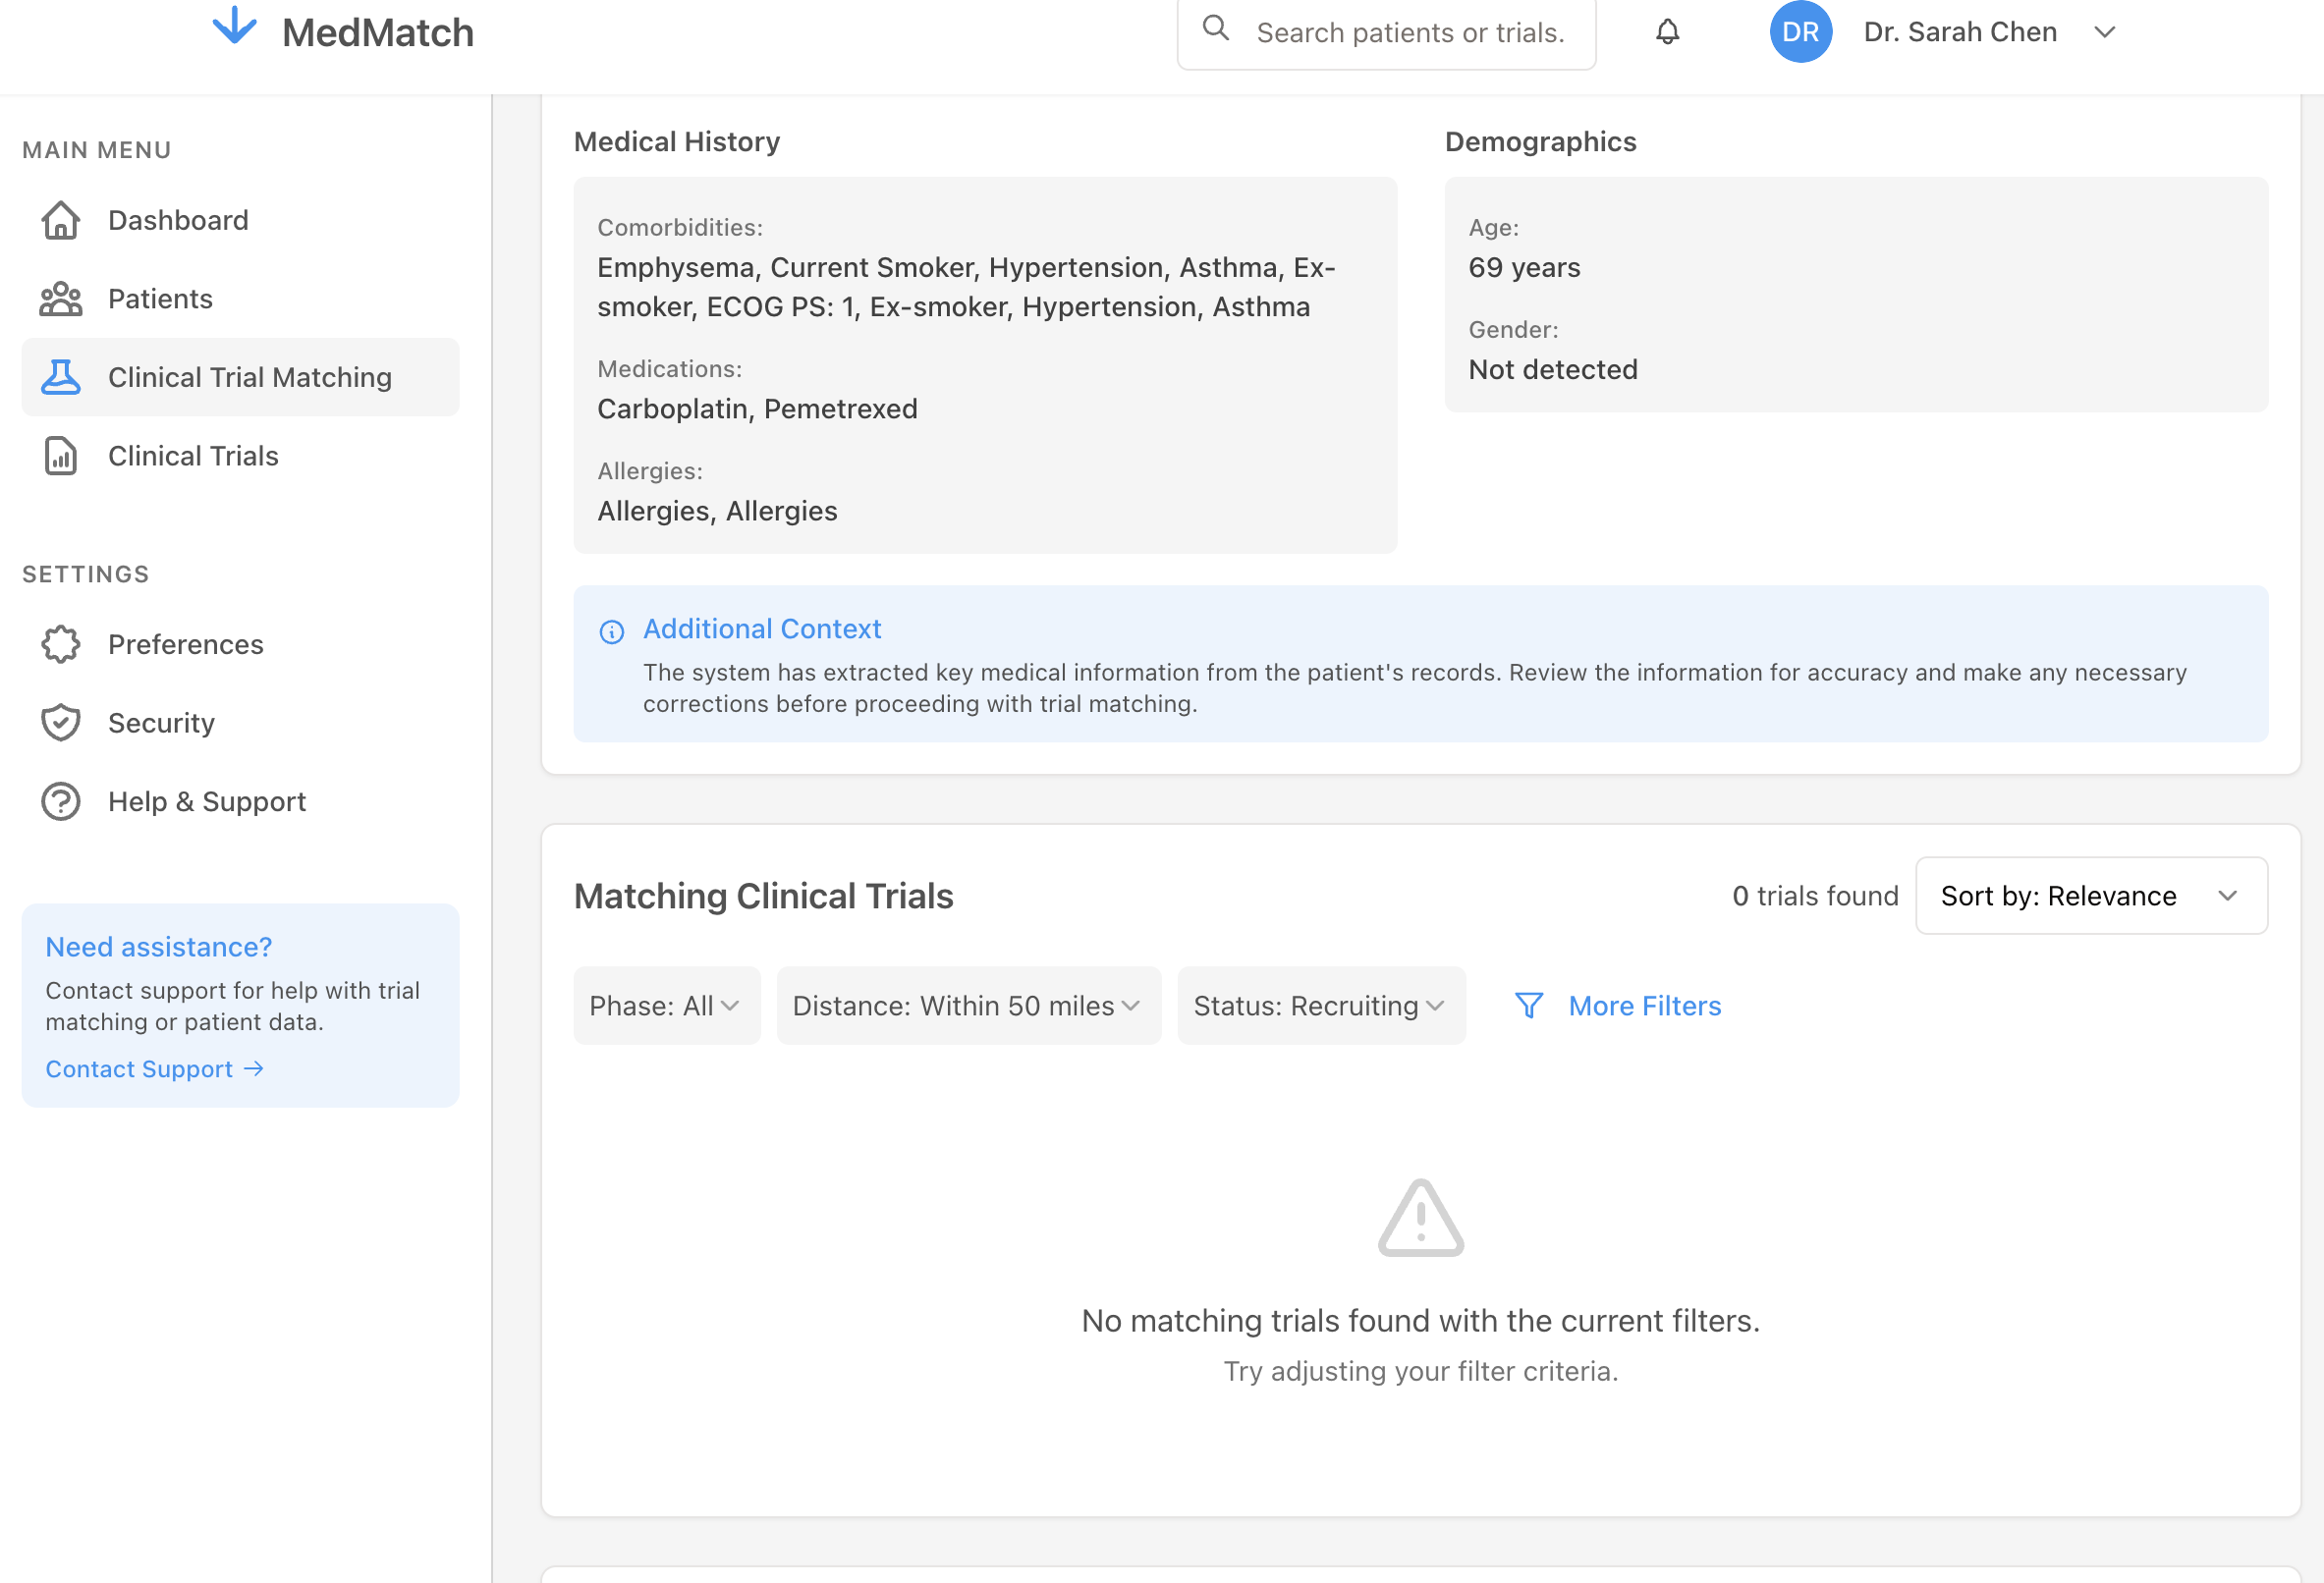 MedMatch
Search patients or trials.
DR
Dr. Sarah Chen
MAIN MENU
Dashboard
Patients
Clinical Trial Matching
Clinical Trials
SETTINGS
Preferences
Security
Help & Support
Need assistance?
Contact support for help with trial
matching or patient data.
Contact Support →
Medical History
Comorbidities:
Emphysema, Current Smoker, Hypertension, Asthma, Ex-
smoker, ECOG PS: 1, Ex-smoker, Hypertension, Asthma
Medications:
Carboplatin, Pemetrexed
Allergies:
Allergies, Allergies
Demographics
Age:
69 years
Gender:
Not detected
Additional Context
The system has extracted key medical information from the patient's records. Review the information for accuracy and make any necessary
corrections before proceeding with trial matching.
Matching Clinical Trials
0 trials found
Sort by: Relevance
Phase: All
Distance: Within 50 miles
Status: Recruiting
More Filters
No matching trials found with the current filters.
Try adjusting your filter criteria.